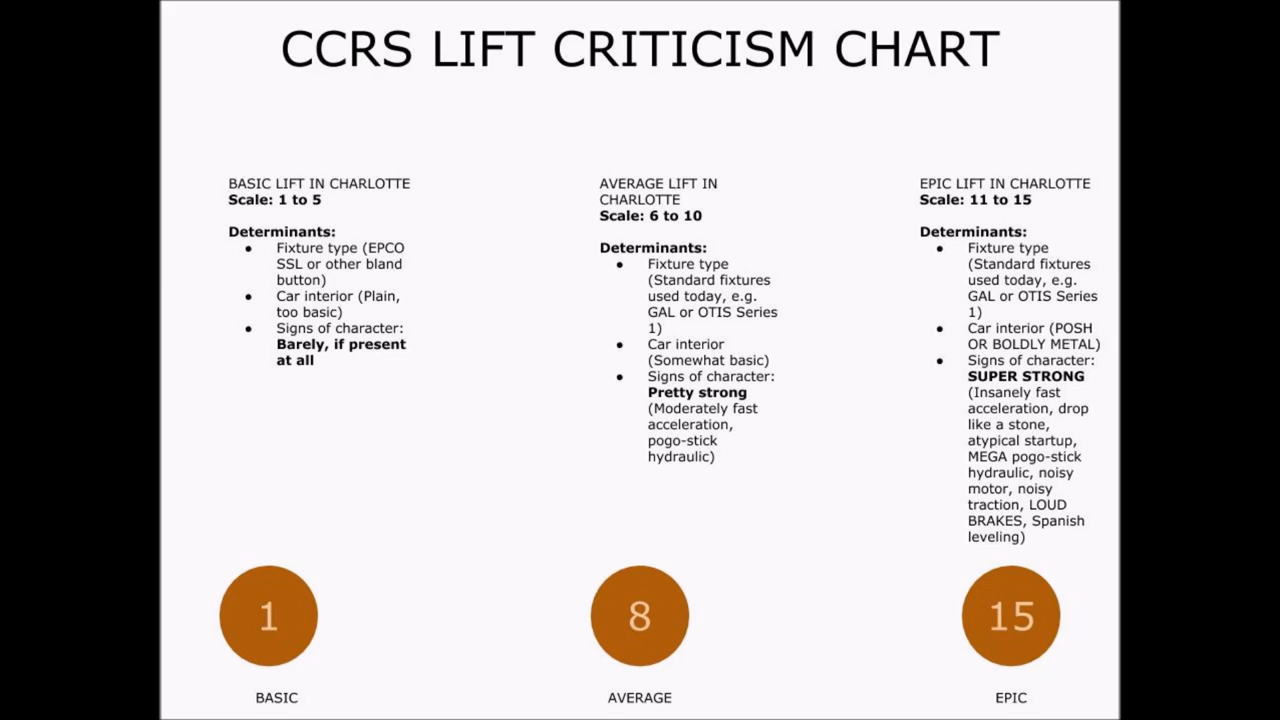 CCRS LIFT CRITICISM CHART
BASIC LIFT IN CHARLOTTE
Scale: 1 to 5
Determinants:
● Fixture type (EPCO
SSL or other bland
button)
● Car interior (Plain,
too basic)
● Signs of character:
Barely, if present
at all
1
BASIC
AVERAGE LIFT IN
CHARLOTTE
Scale: 6 to 10
Determinants:
● Fixture type
(Standard fixtures
used today, e.g.
GAL or OTIS Series
1)
● Car interior
(Somewhat basic)
● Signs of character:
Pretty strong
(Moderately fast
acceleration,
pogo-stick
hydraulic)
8
AVERAGE
EPIC LIFT IN CHARLOTTE
Scale: 11 to 15
Determinants:
● Fixture type
(Standard fixtures
used today, e.g.
GAL or OTIS Series
1)
● Car interior (POSH
OR BOLDLY METAL)
● Signs of character:
SUPER STRONG
(Insanely fast
acceleration, drop
like a stone,
atypical startup,
MEGA pogo-stick
hydraulic, noisy
motor, noisy
traction, LOUD
BRAKES, Spanish
leveling)
15
EPIC